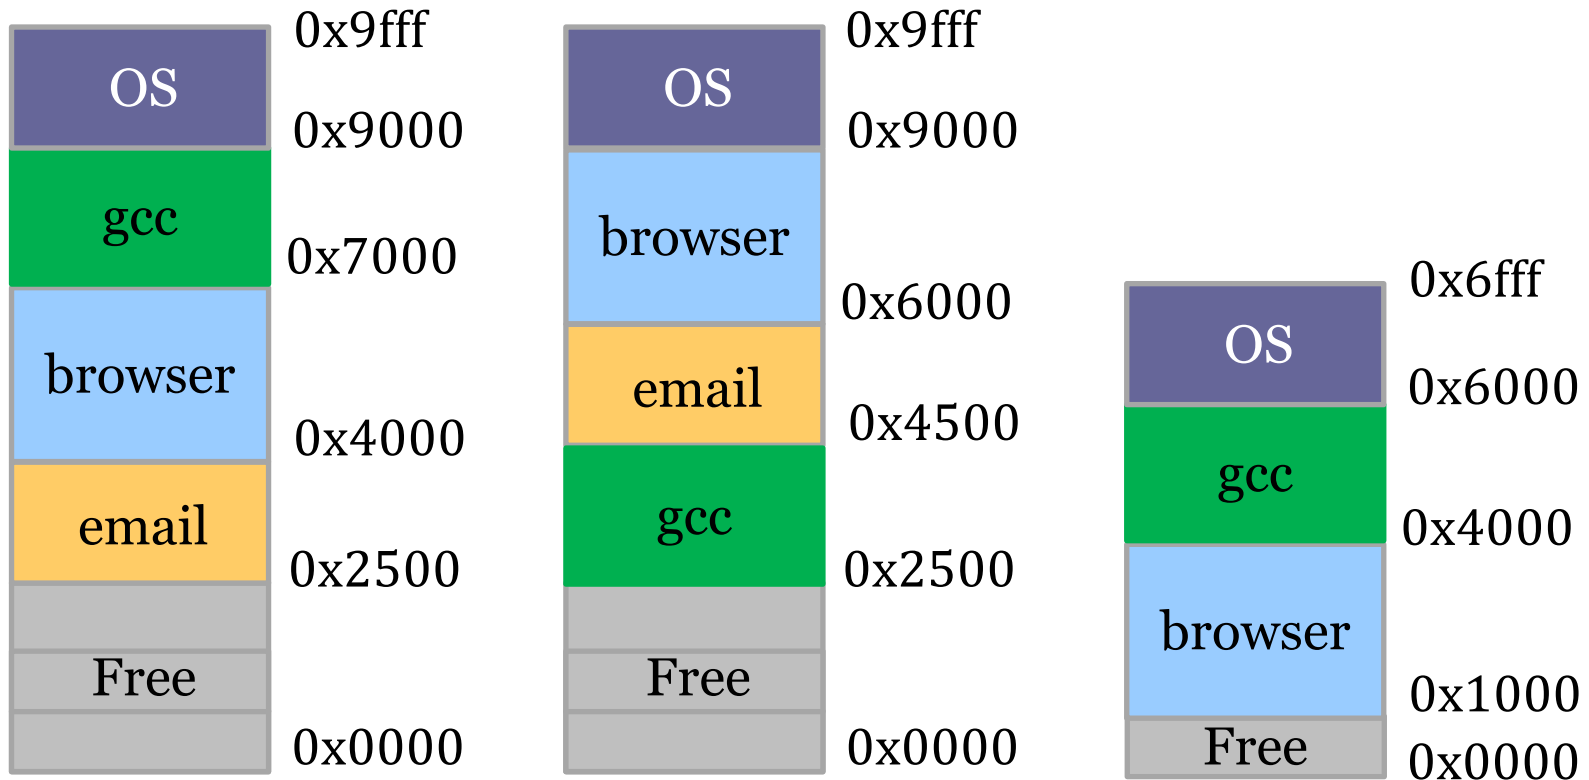 0x9fff
OS
0x9000
gcc
0x7000
browser
0x4000
email
0x2500
Free
0x0000
0x9fff
OS
0x9000
browser
0x6000
email
0x4500
gcc
0x2500
Free
0x0000
0x6fff
OS
0x6000
gcc
0x4000
browser
0x1000
Free
0x0000